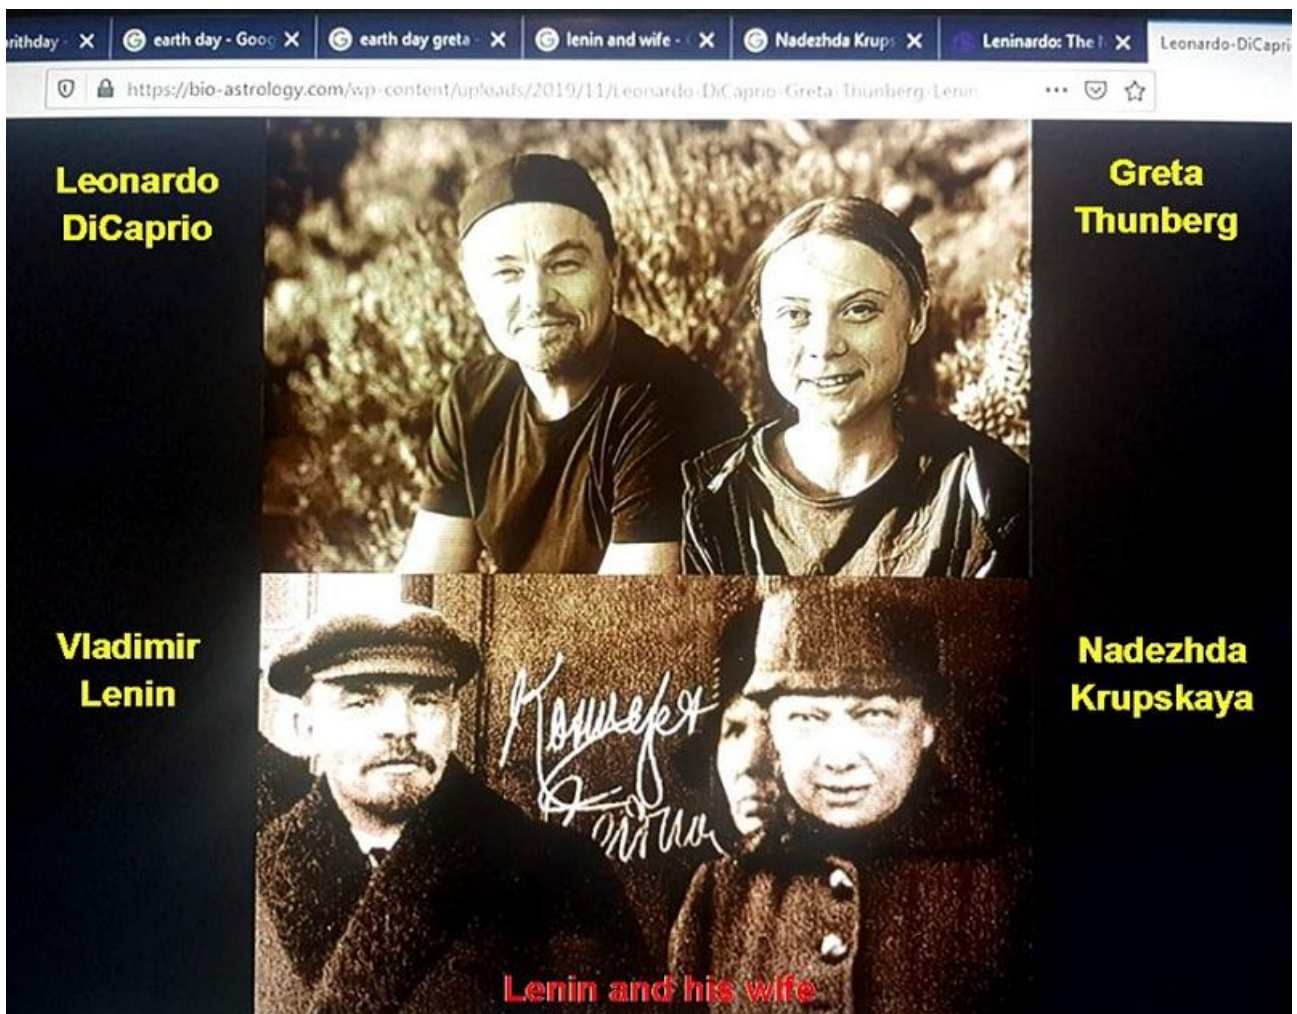 earth day - Goog
earth day greta -
lenin and wife -
Nadezhda Krups
Leninardo: The
Leonardo-DiCapri
https://bio-astrology.com/wp-content/uploads/2019/11/Leonardo-DiCaprio-Greta-Thunberg-Lenin
Leonardo
DiCaprio
Greta
Thunberg
Vladimir
Lenin
Nadezhda
Krupskaya
Lenin and his wife